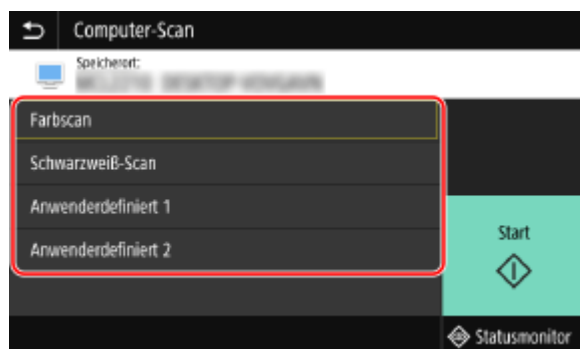 Computer-Scan
Speicherort:
Farbscan
Schwarzweiß-Scan
Anwenderdefiniert 1
Anwenderdefiniert 2
Start
Statusmonitor